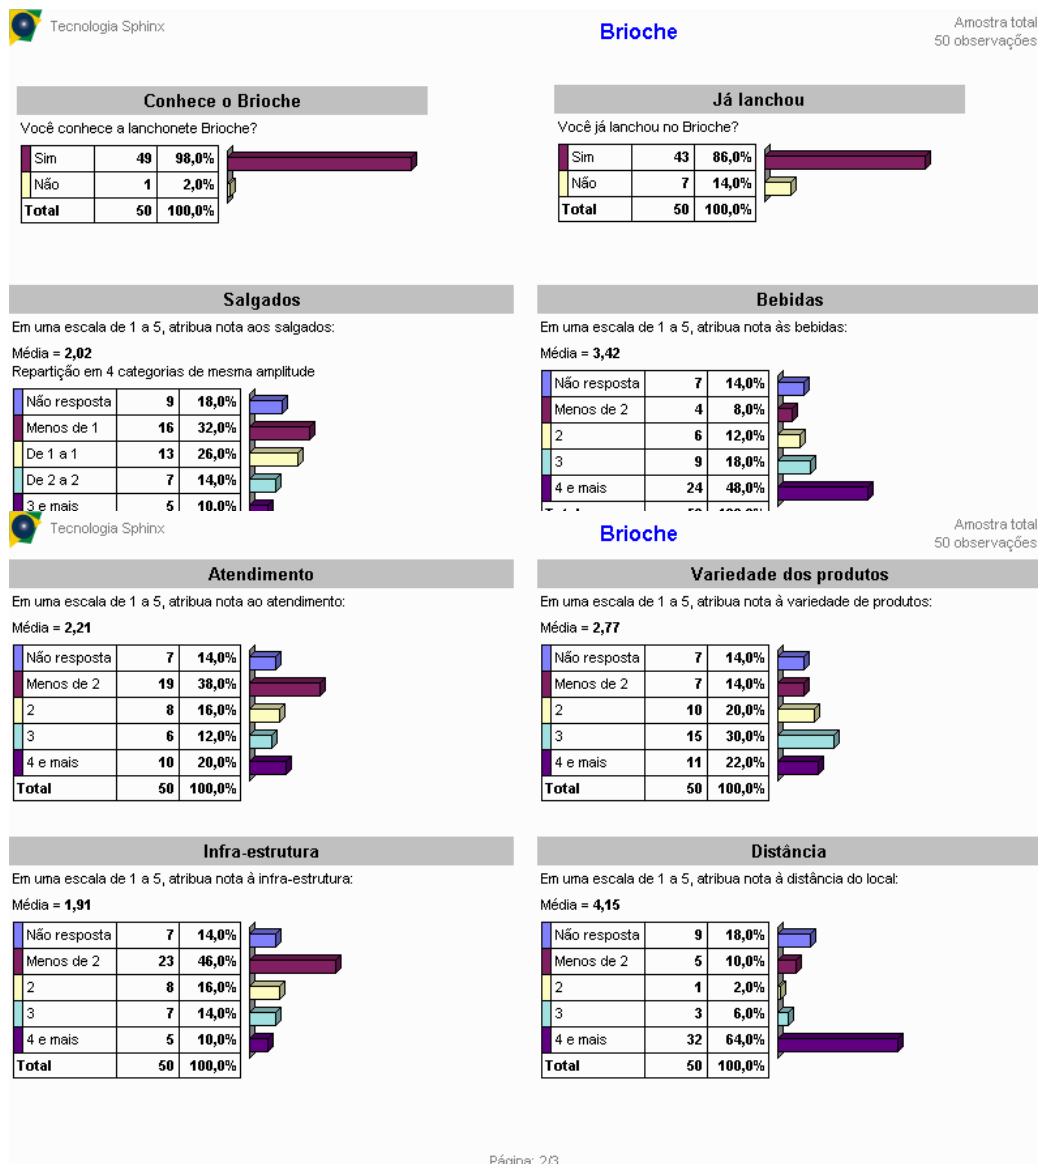 Tecnologia Sphinx
Brioche
Amostra total
50 observações
Conhece o Brioche
Você conhece a lanchonete Brioche?
Sim 49 98,0%
Não 1 2,0%
Total 50 100,0%
Já lanchou
Você já lanchou no Brioche?
Sim 43 86,0%
Não 7 14,0%
Total 50 100,0%
Salgados
Em uma escala de 1 a 5, atribua nota aos salgados:
Média = 2,02
Repartição em 4 categorias de mesma amplitude
Não resposta 9 18,0%
Menos de 1 16 32,0%
De 1 a 1 13 26,0%
De 2 a 2 7 14,0%
3 e mais 5 10,0%
Bebidas
Em uma escala de 1 a 5, atribua nota às bebidas:
Média = 3,42
Não resposta 7 14,0%
Menos de 2 4 8,0%
2 6 12,0%
3 9 18,0%
4 e mais 24 48,0%
Tecnologia Sphinx
Brioche
Amostra total
50 observações
Atendimento
Em uma escala de 1 a 5, atribua nota ao atendimento:
Média = 2,21
Não resposta 7 14,0%
Menos de 2 19 38,0%
2 8 16,0%
3 6 12,0%
4 e mais 10 20,0%
Total 50 100,0%
Variedade dos produtos
Em uma escala de 1 a 5, atribua nota à variedade de produtos:
Média = 2,77
Não resposta 7 14,0%
Menos de 2 7 14,0%
2 10 20,0%
3 15 30,0%
4 e mais 11 22,0%
Total 50 100,0%
Infra-estrutura
Em uma escala de 1 a 5, atribua nota à infra-estrutura:
Média = 1,91
Não resposta 7 14,0%
Menos de 2 23 46,0%
2 8 16,0%
3 7 14,0%
4 e mais 5 10,0%
Total 50 100,0%
Distância
Em uma escala de 1 a 5, atribua nota à distância do local:
Média = 4,15
Não resposta 9 18,0%
Menos de 2 5 10,0%
2 1 2,0%
3 3 6,0%
4 e mais 32 64,0%
Total 50 100,0%
Página: 2/3